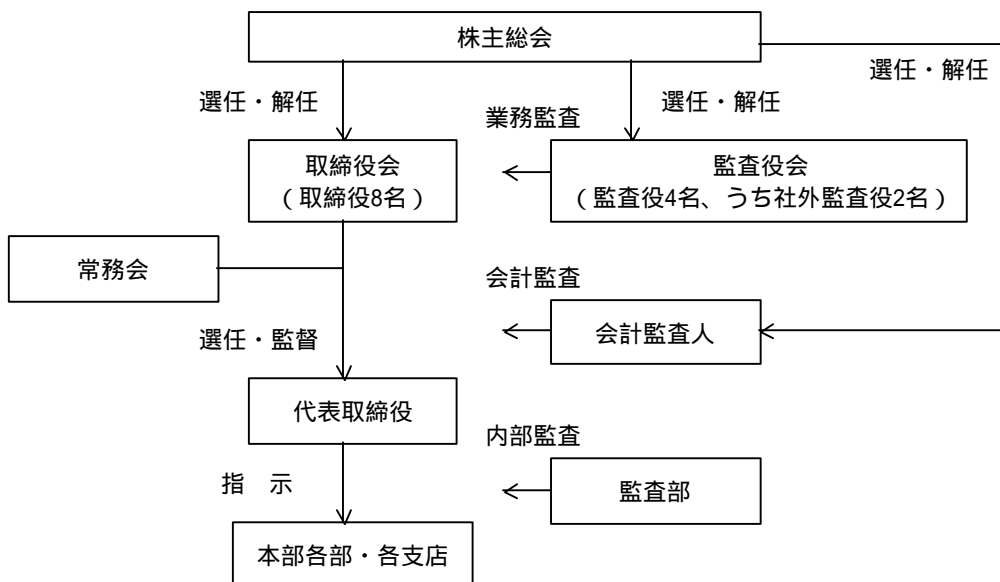 株主総会
選任・解任
選任・解任
選任・解任
業務監査
取締役会
（取締役8名）
監査役会
（監査役4名、うち社外監査役2名）
常務会
会計監査
選任・監督
会計監査人
代表取締役
内部監査
指　示
監査部
本部各部・各支店